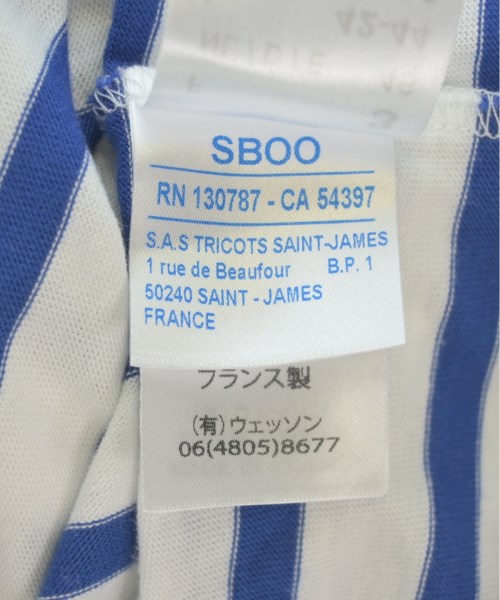 SBOO
RN 130787 - CA 54397
S.A.S TRICOTS SAINT-JAMES
1 rue de Beaufour B.P. 1
50240 SAINT - JAMES
FRANCE
フランス製
(有)ウェッソン
06(4805)8677